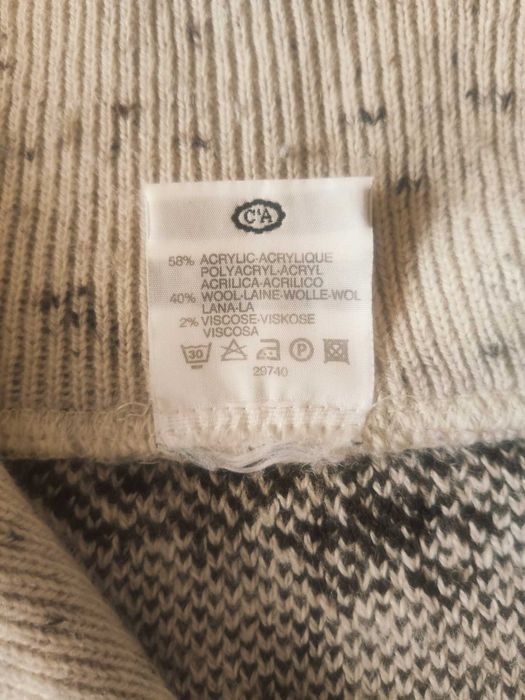 C&A
58% ACRYLIC-ACRYLIQUE
POLYACRYL-ACRYL
ACRILICA-ACRILICO
40% WOOL-LAINE-WOLLE-WOL
LANA-LA
2% VISCOSE-VISKOSE
VISCOSA
30 P
29740